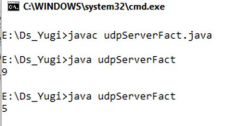 C:\WINDOWS\system32\cmd.exe
E:\Ds_Yugi>javac udpServerFact.java
E:\Ds_Yugi>java udpServerFact
9
E:\Ds_Yugi>java udpServerFact
5